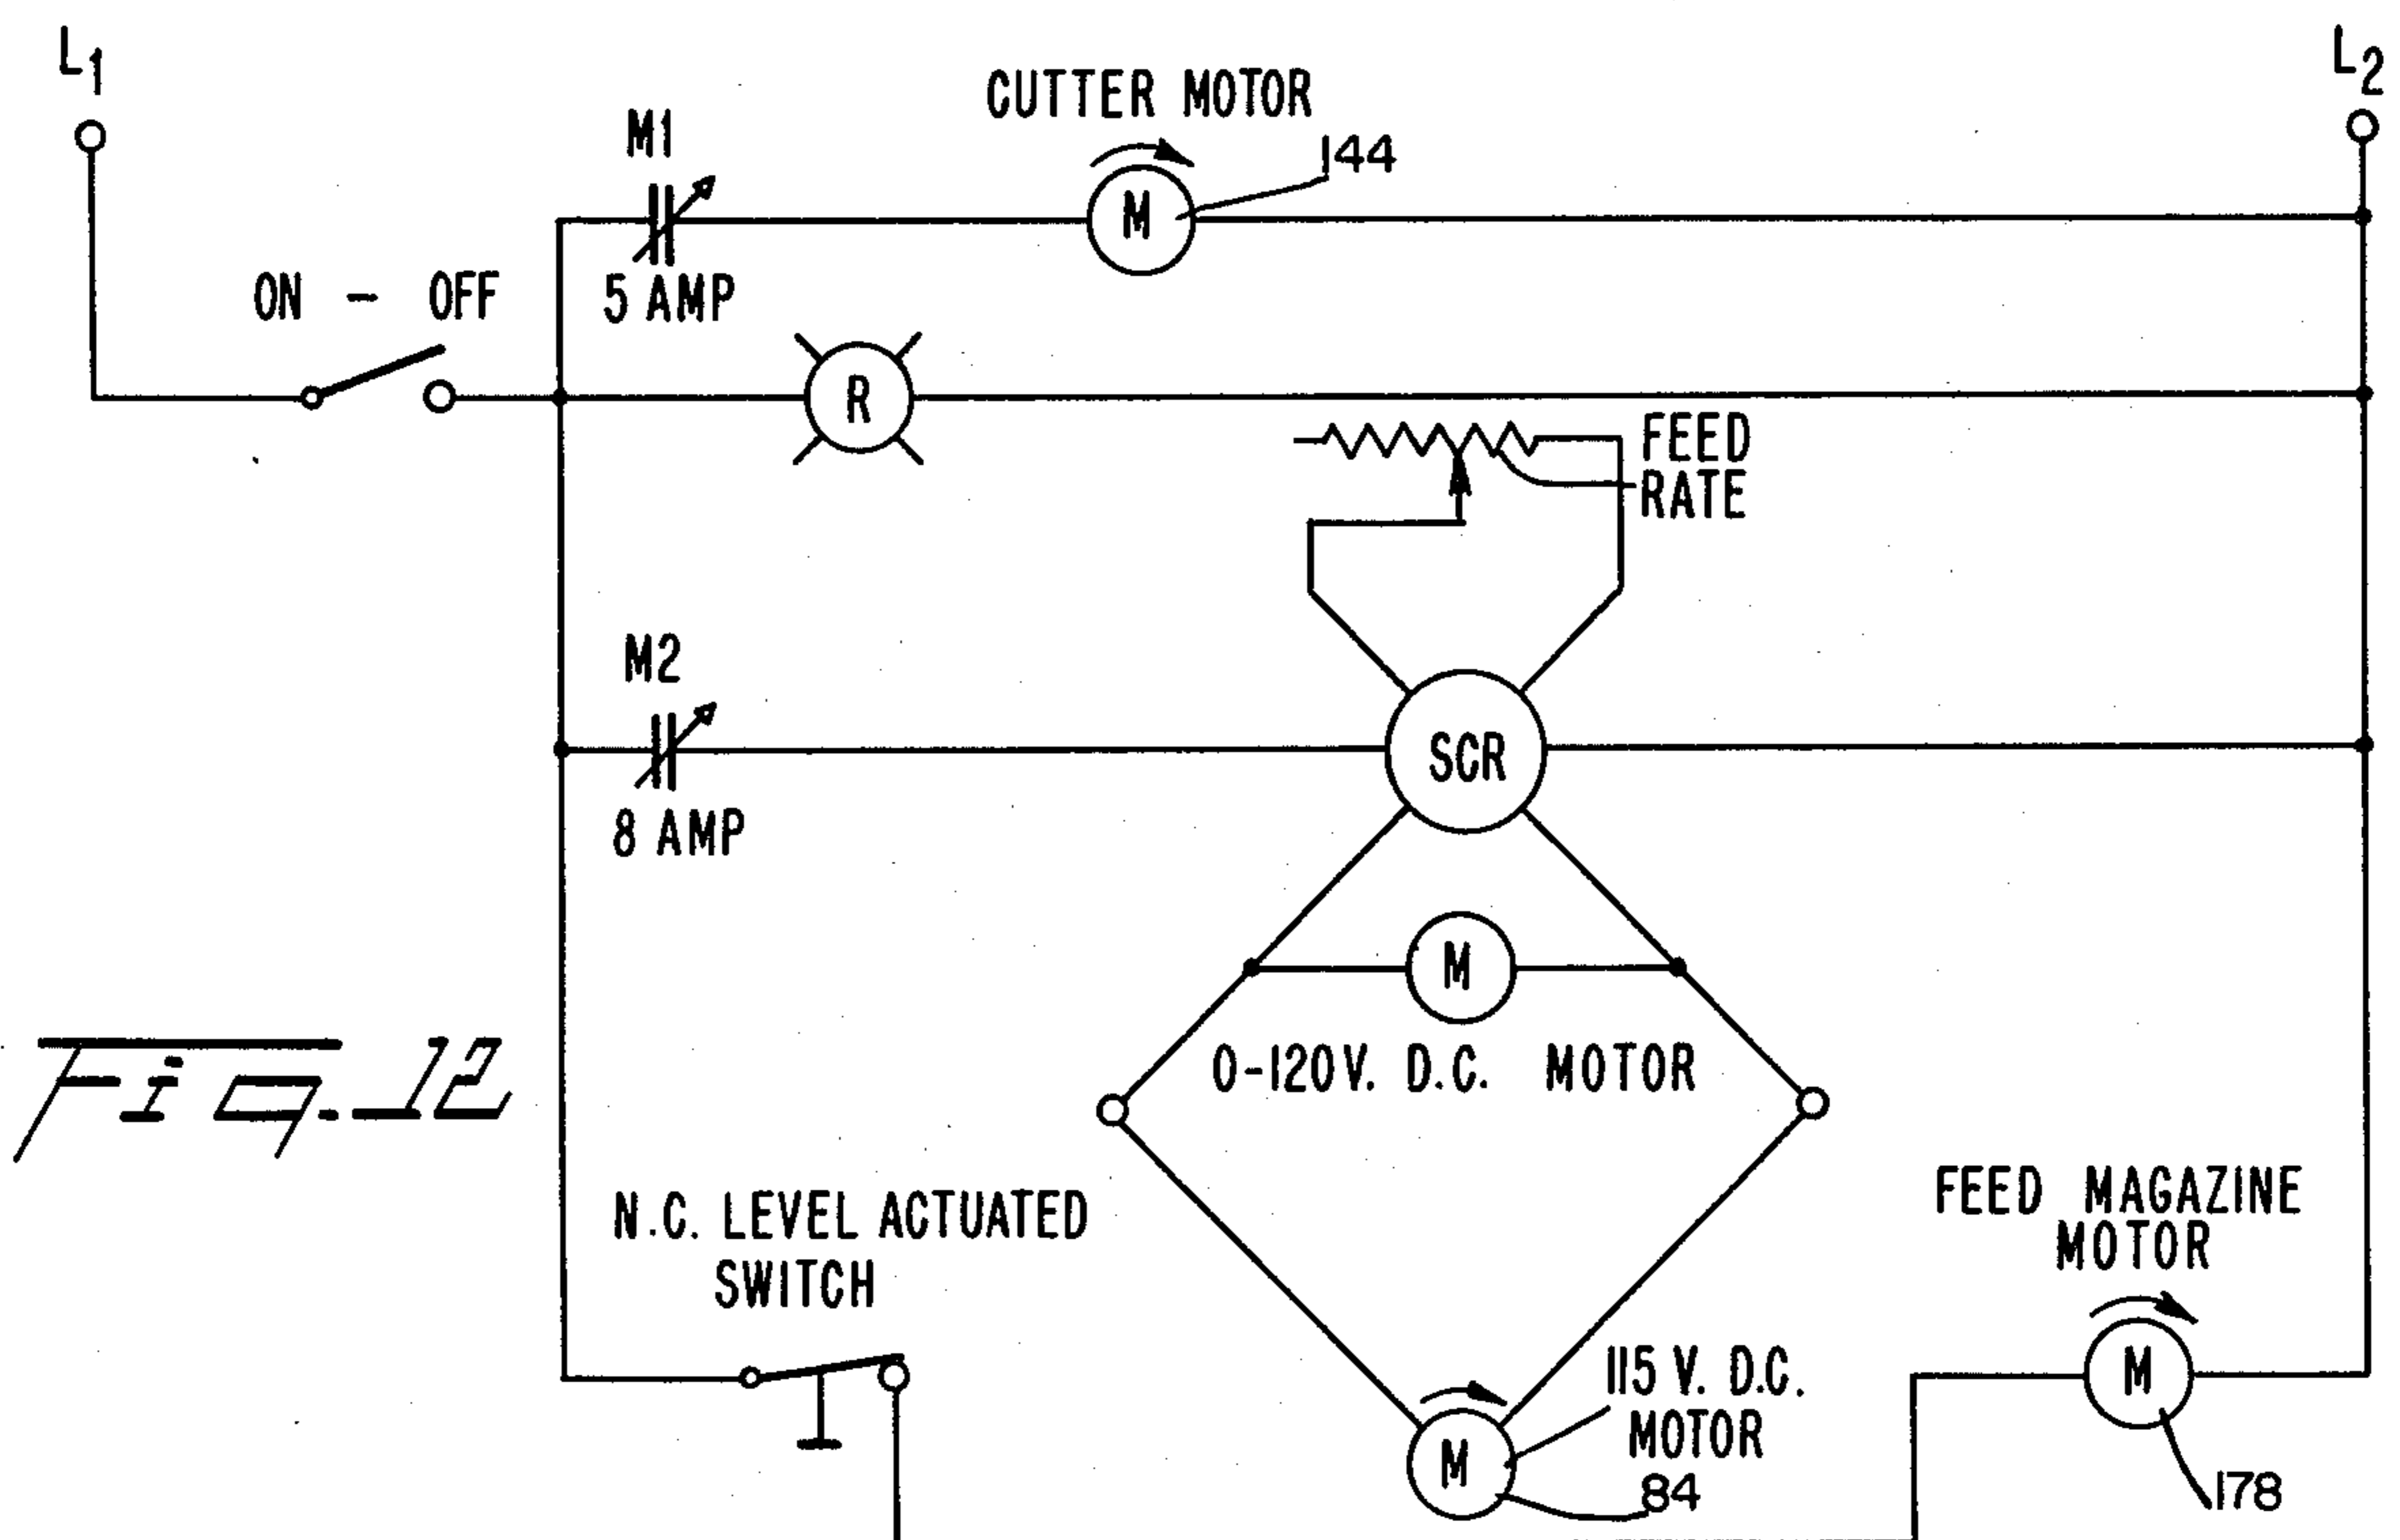 L1
L2
CUTTER MOTOR
M1
144
M
5 AMP
ON - OFF
R
FEED
RATE
M2
SCR
8 AMP
M
0-120V. D.C. MOTOR
Fig. 12
N.C. LEVEL ACTUATED
SWITCH
FEED MAGAZINE
MOTOR
M
115 V. D.C.
MOTOR
M
84
178